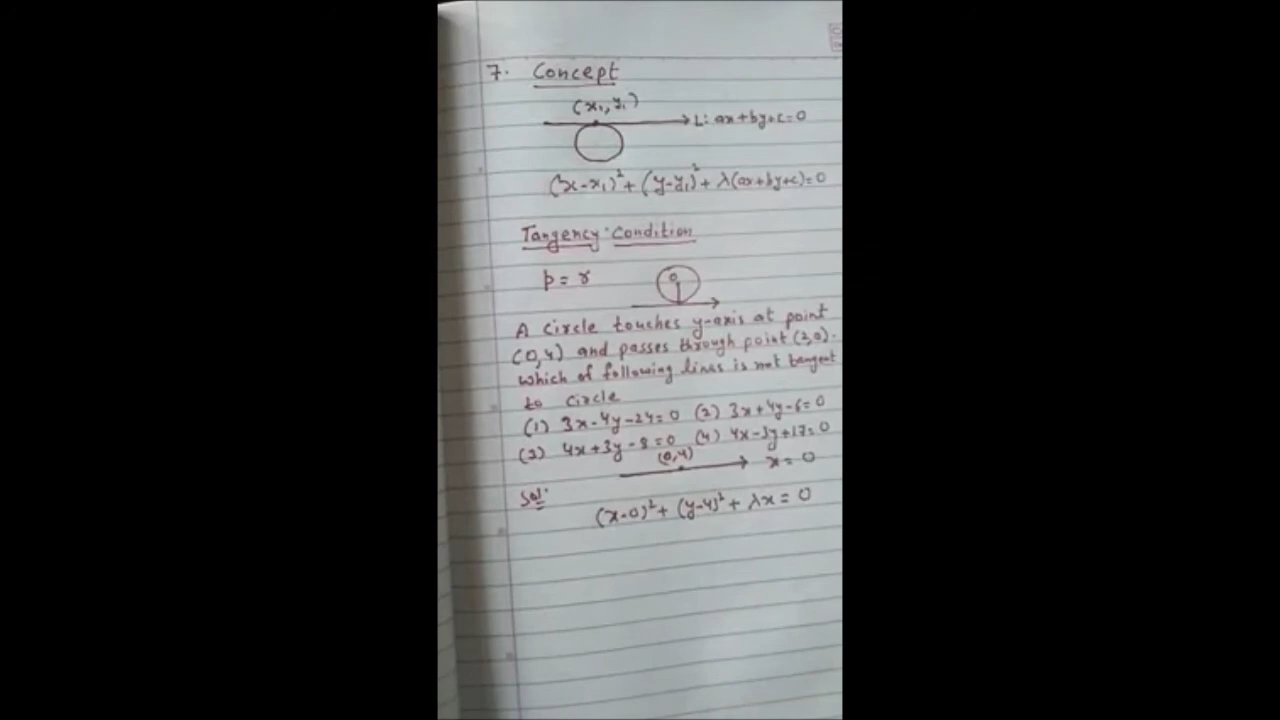 7. Concept
(x₁, y₁)
L: ax+by+c=0
(x-x₁)²+(y-y₁)²+λ(ax+by+c)=0
Tangency Condition
p = r
A circle touches y-axis at point
(0,4) and passes through point (2,0).
which of following lines is not tangent
to circle
(1) 3x-4y-24=0 (2) 3x+4y-6=0
(3) 4x+3y-8=0 (4) 4x-3y+17=0
(0,4)
x=0
Sol:
(x-0)²+(y-4)²+λx=0